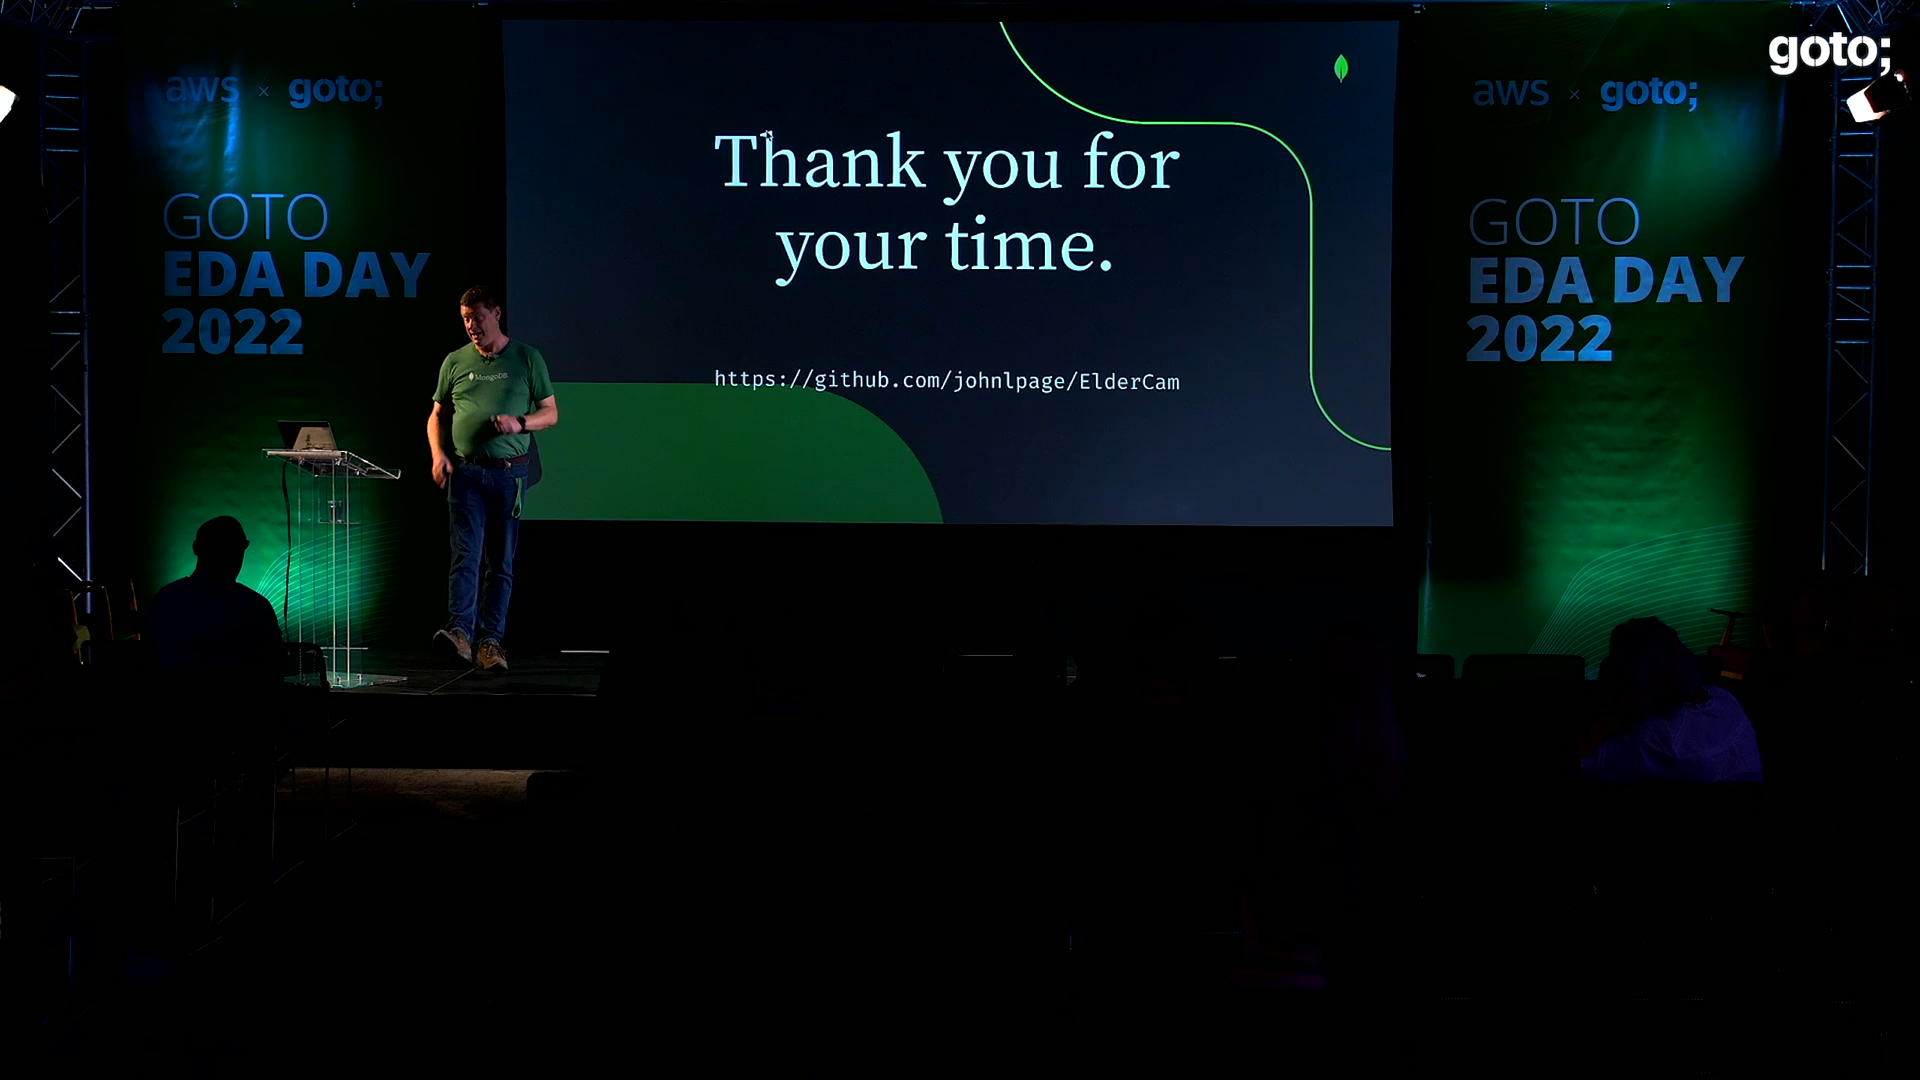 goto;
aws × goto;
GOTO
EDA DAY
2022
MongoDB.
Thank you for
your time.
https://github.com/johnlpage/ElderCam
aws × goto;
GOTO
EDA DAY
2022